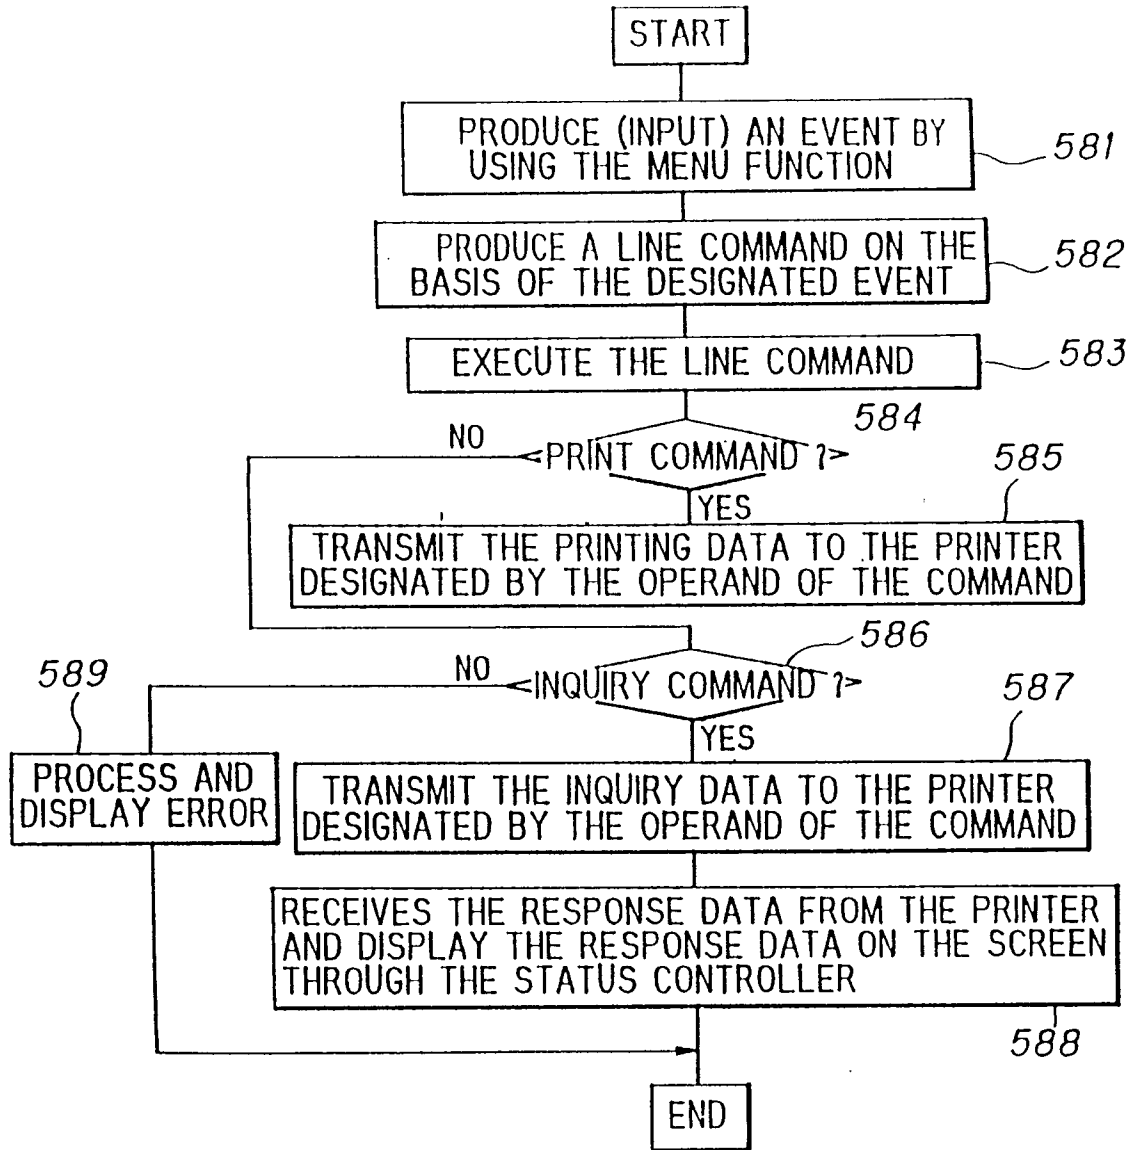 START
PRODUCE (INPUT) AN EVENT BY
USING THE MENU FUNCTION
581
PRODUCE A LINE COMMAND ON THE
BASIS OF THE DESIGNATED EVENT
582
EXECUTE THE LINE COMMAND
583
584
NO
PRINT COMMAND ?
585
YES
TRANSMIT THE PRINTING DATA TO THE PRINTER
DESIGNATED BY THE OPERAND OF THE COMMAND
586
589
NO
INQUIRY COMMAND ?
587
YES
PROCESS AND
DISPLAY ERROR
TRANSMIT THE INQUIRY DATA TO THE PRINTER
DESIGNATED BY THE OPERAND OF THE COMMAND
RECEIVES THE RESPONSE DATA FROM THE PRINTER
AND DISPLAY THE RESPONSE DATA ON THE SCREEN
THROUGH THE STATUS CONTROLLER
588
END